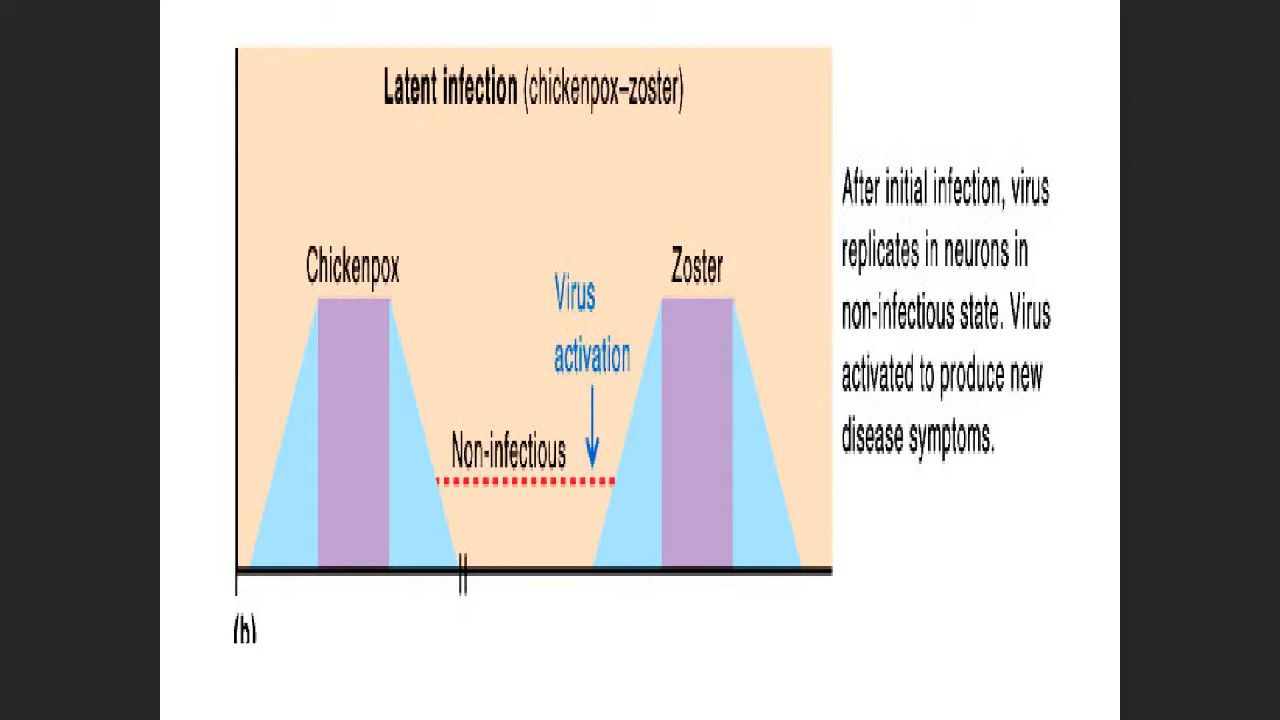 Latent infection (chickenpox–zoster)
Chickenpox
Zoster
Virus
activation
Non-infectious
After initial infection, virus
replicates in neurons in
non-infectious state. Virus
activated to produce new
disease symptoms.
(b)